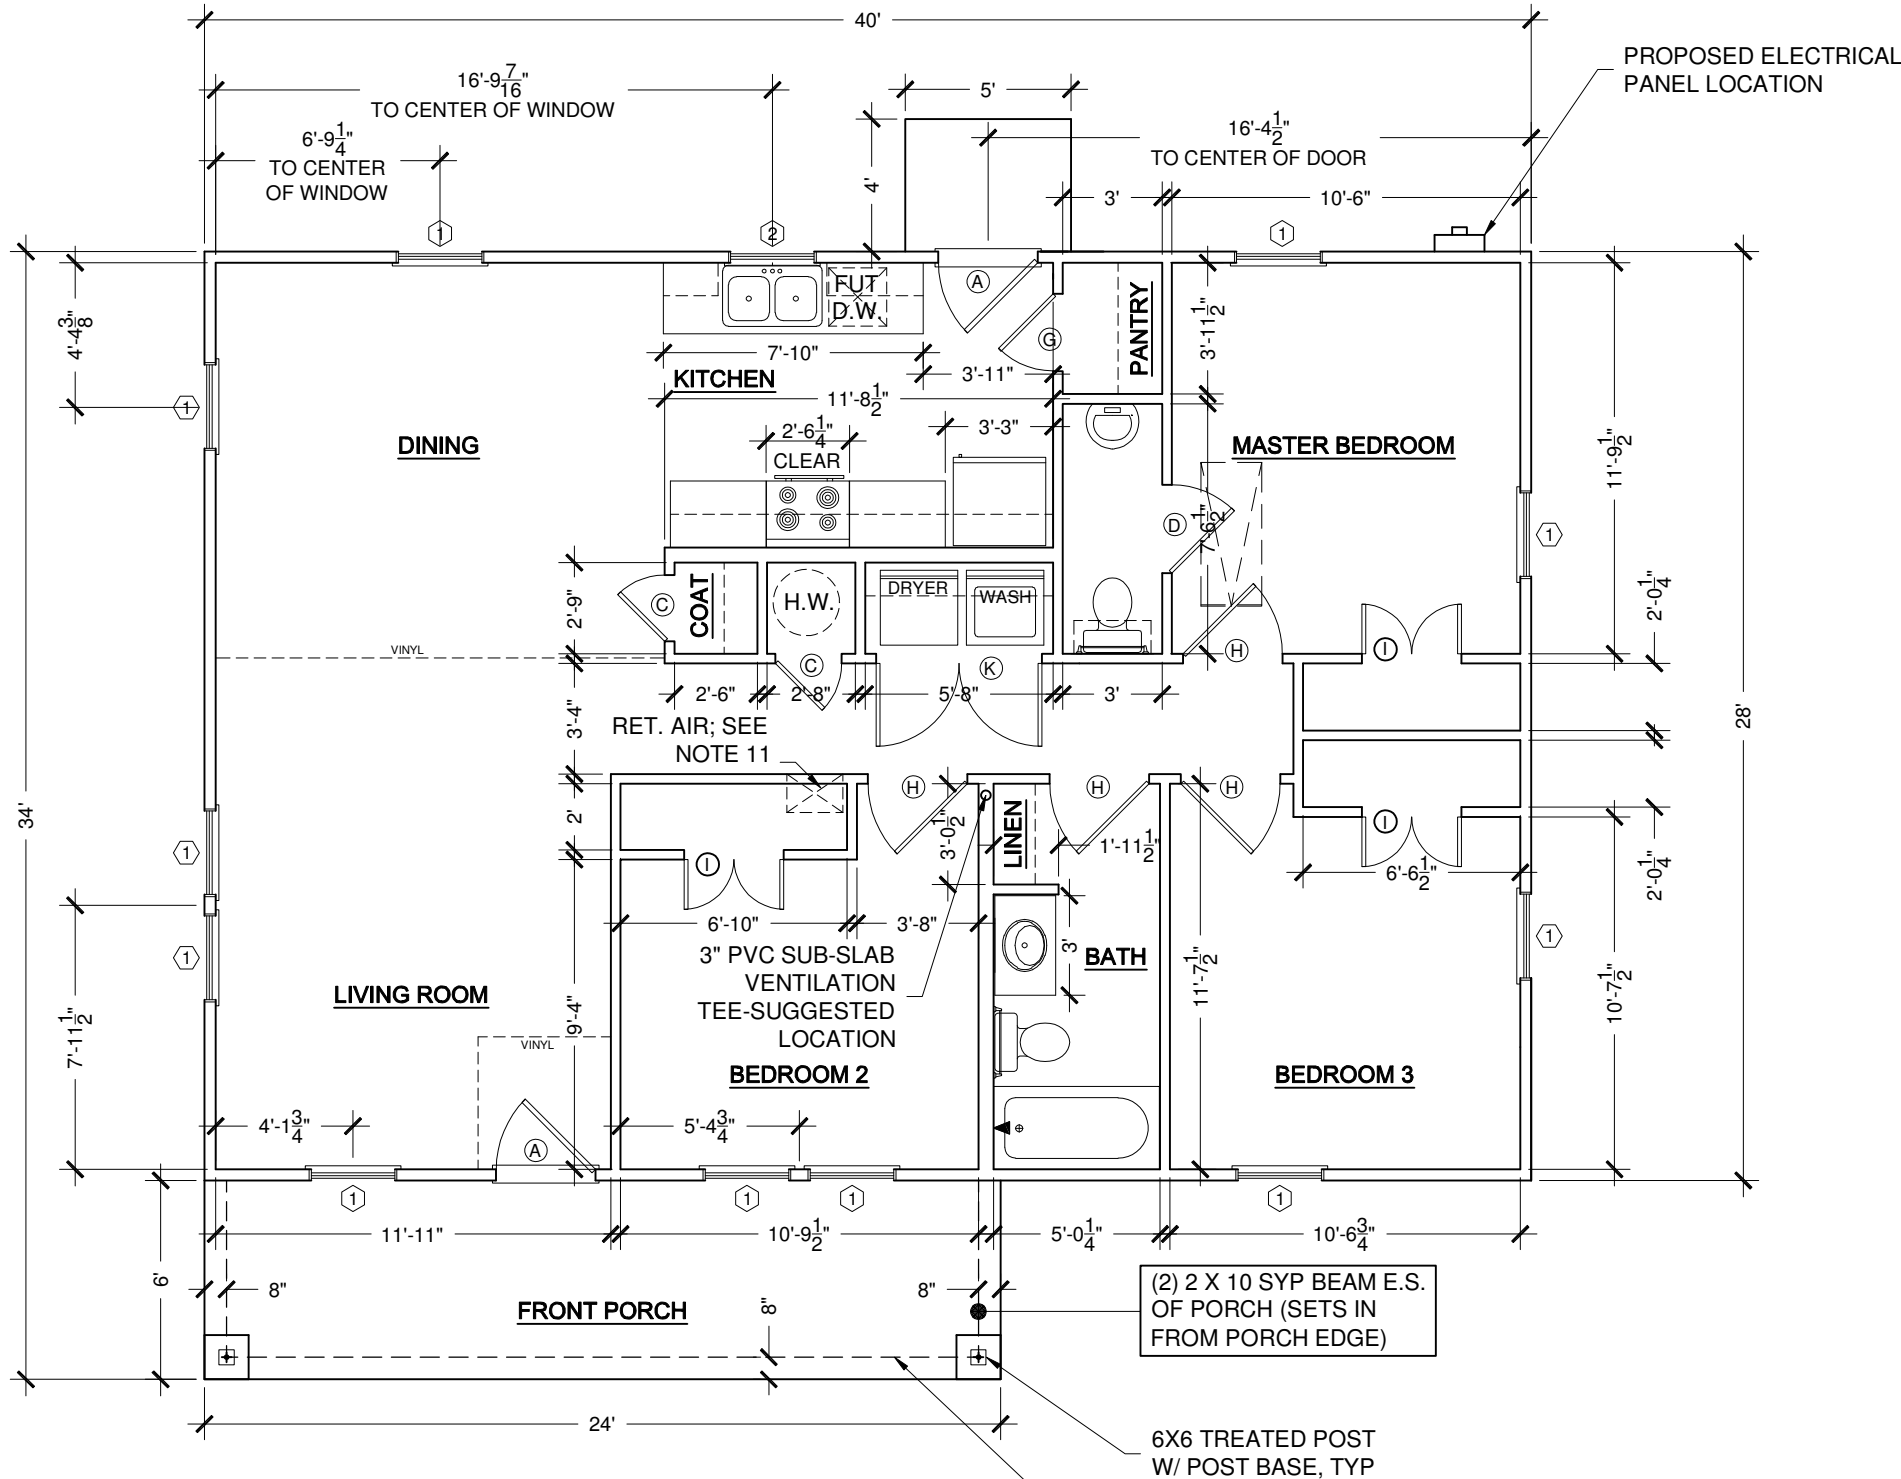 40'
PROPOSED ELECTRICAL
PANEL LOCATION
16'-9 7/16"
TO CENTER OF WINDOW
5'
6'-9 1/4"
TO CENTER
OF WINDOW
16'-4 1/2"
TO CENTER OF DOOR
4'
3'
10'-6"
1
2
1
4'-4 3/8"
FUT
D.W.
A
G
PANTRY
3'-11 1/2"
7'-10"
3'-11"
KITCHEN
11'-8 1/2"
1
2'-6 1/4"
3'-3"
CLEAR
DINING
MASTER BEDROOM
11'-9 1/2"
D
7'-6 1/2"
1
2'-9"
C
COAT
H.W.
DRYER
WASH
2'-0 1/4"
VINYL
C
K
H
I
2'-6"
2'-8"
5'-8"
3'
28'
3'-4"
RET. AIR; SEE
NOTE 11
34'
2'
H
H
H
3'-0 1/2"
LINEN
1'-11 1/2"
I
1
I
6'-6 1/2"
2'-0 1/4"
6'-10"
3'-8"
1
1
3" PVC SUB-SLAB
VENTILATION
TEE-SUGGESTED
LOCATION
3'
BATH
11'-7 1/2"
10'-7 1/2"
LIVING ROOM
7'-11 1/2"
9'-4"
VINYL
BEDROOM 2
BEDROOM 3
4'-1 3/4"
5'-4 3/4"
A
1
1
1
1
11'-11"
10'-9 1/2"
5'-0 1/4"
10'-6 3/4"
6'
8"
8"
8"
FRONT PORCH
(2) 2 X 10 SYP BEAM E.S.
OF PORCH (SETS IN
FROM PORCH EDGE)
24'
6X6 TREATED POST
W/ POST BASE, TYP